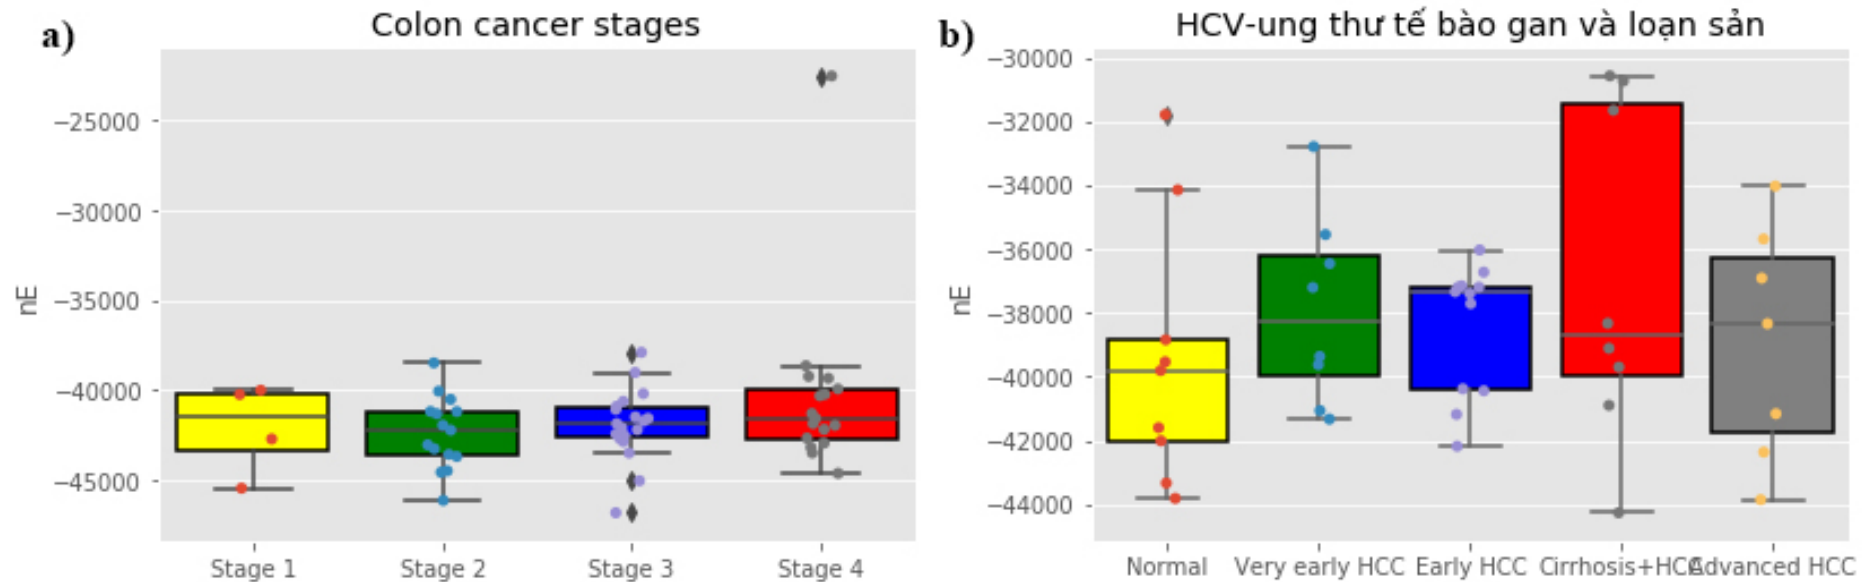 a)
Colon cancer stages
nE
−25000
−30000
−35000
−40000
−45000
Stage 1 Stage 2 Stage 3 Stage 4
b)
HCV-ung thư tế bào gan và loạn sản
nE
−30000
−32000
−34000
−36000
−38000
−40000
−42000
−44000
Normal Very early HCC Early HCC Cirrhosis+HCC Advanced HCC